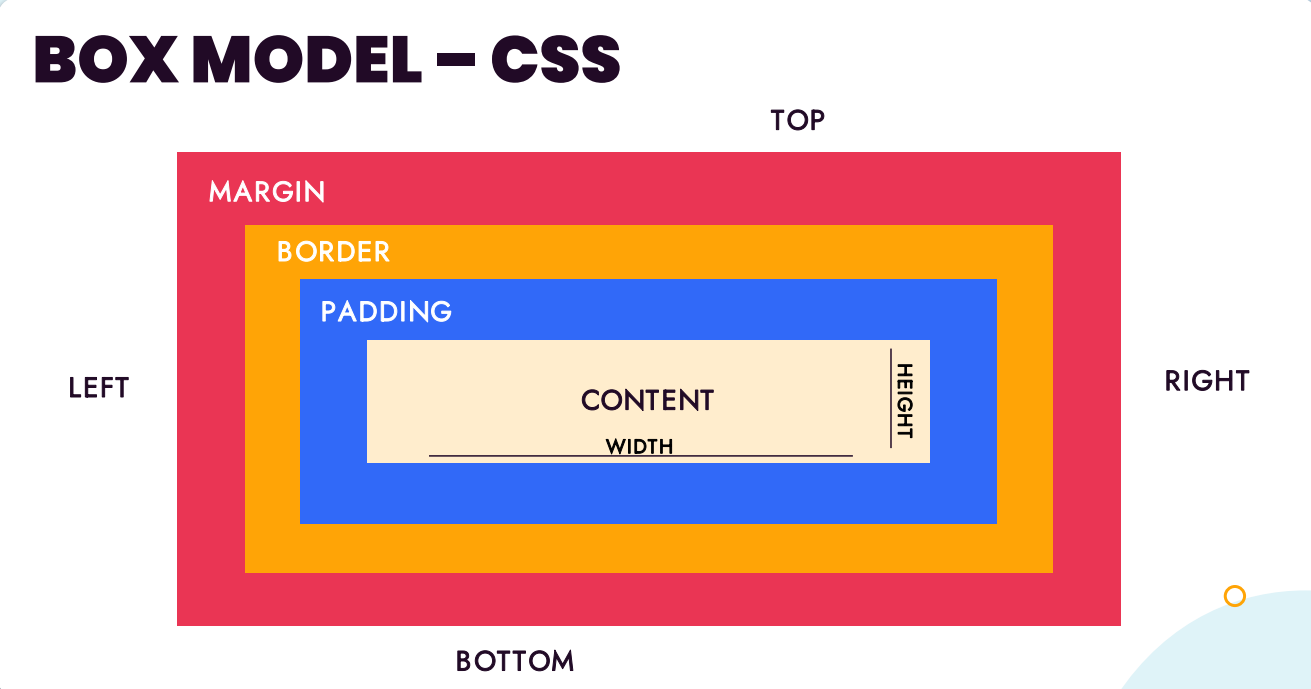 BOX MODEL – CSS
TOP
MARGIN
BORDER
PADDING
LEFT
CONTENT
HEIGHT
RIGHT
WIDTH
BOTTOM